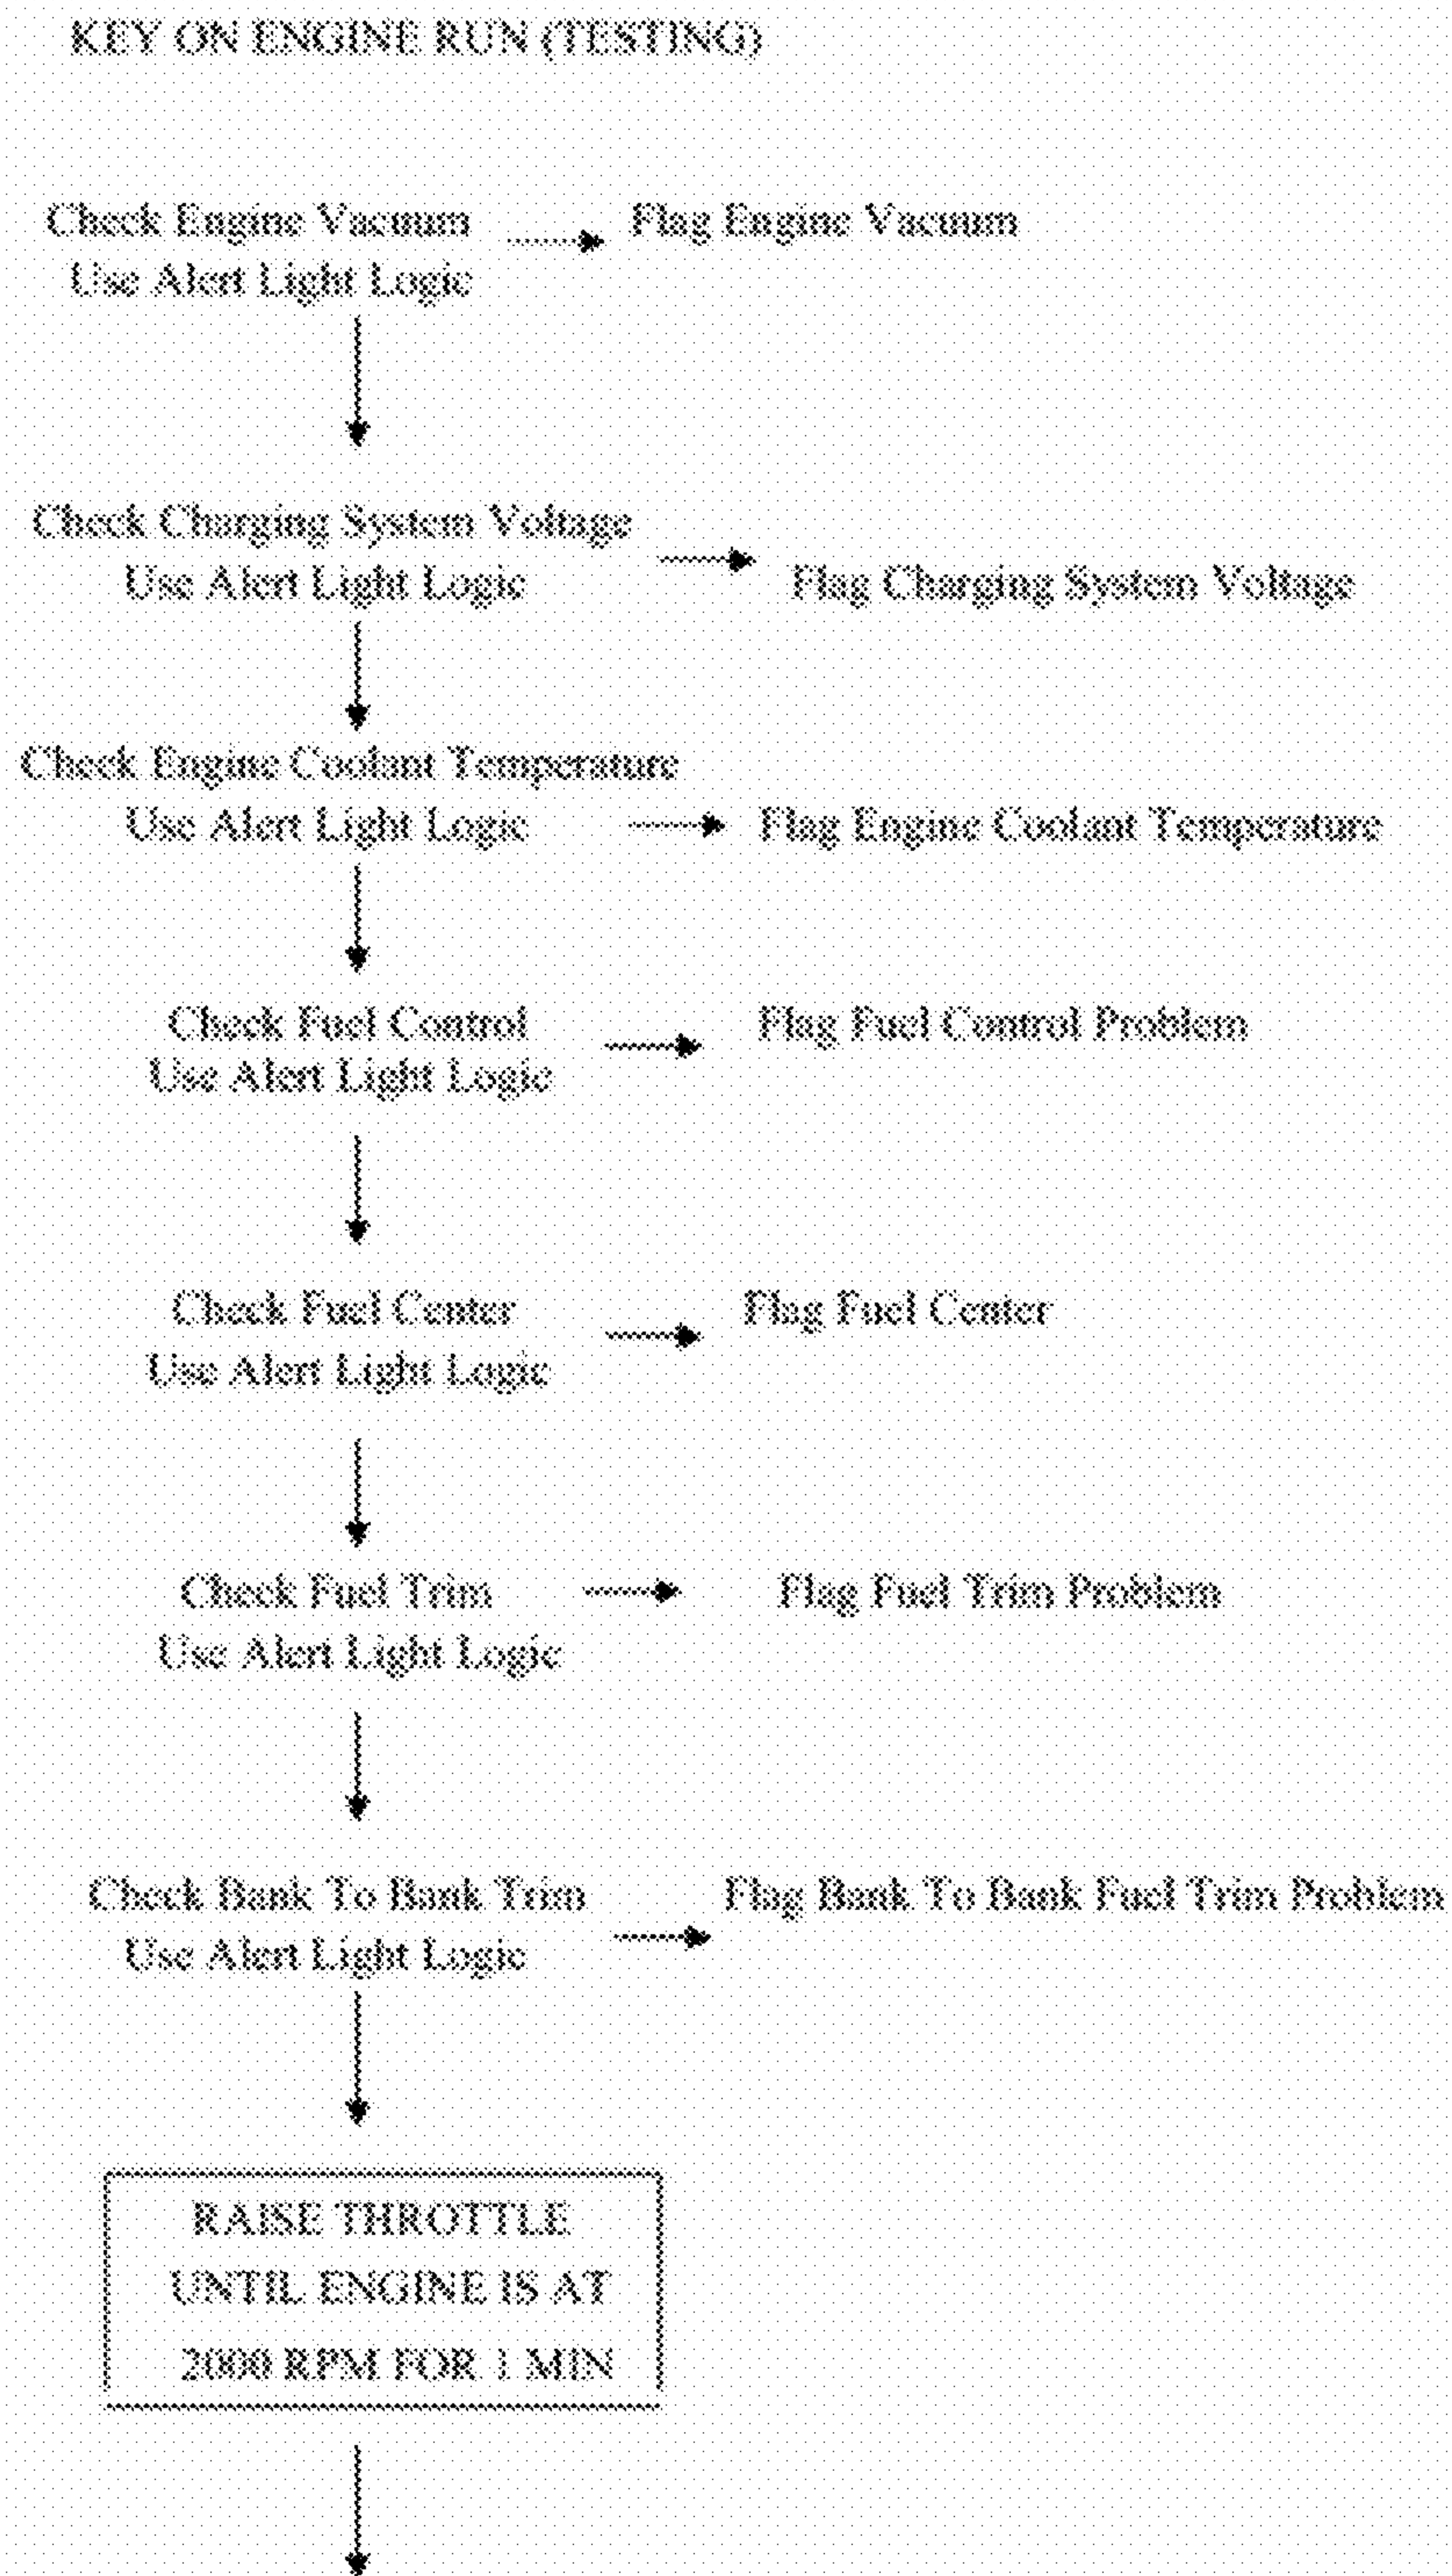 KEY ON ENGINE RUN (TESTING)
Check Engine Vacuum
Flag Engine Vacuum
Use Alert Light Logic
Check Charging System Voltage
Use Alert Light Logic
Flag Charging System Voltage
Check Engine Coolant Temperature
Use Alert Light Logic
Flag Engine Coolant Temperature
Check Fuel Control
Flag Fuel Control Problem
Use Alert Light Logic
Check Fuel Center
Flag Fuel Center
Use Alert Light Logic
Check Fuel Trim
Flag Fuel Trim Problem
Use Alert Light Logic
Check Bank To Bank Trim
Flag Bank To Bank Fuel Trim Problem
Use Alert Light Logic
RAISE THROTTLE
UNTIL ENGINE IS AT
2000 RPM FOR 1 MIN